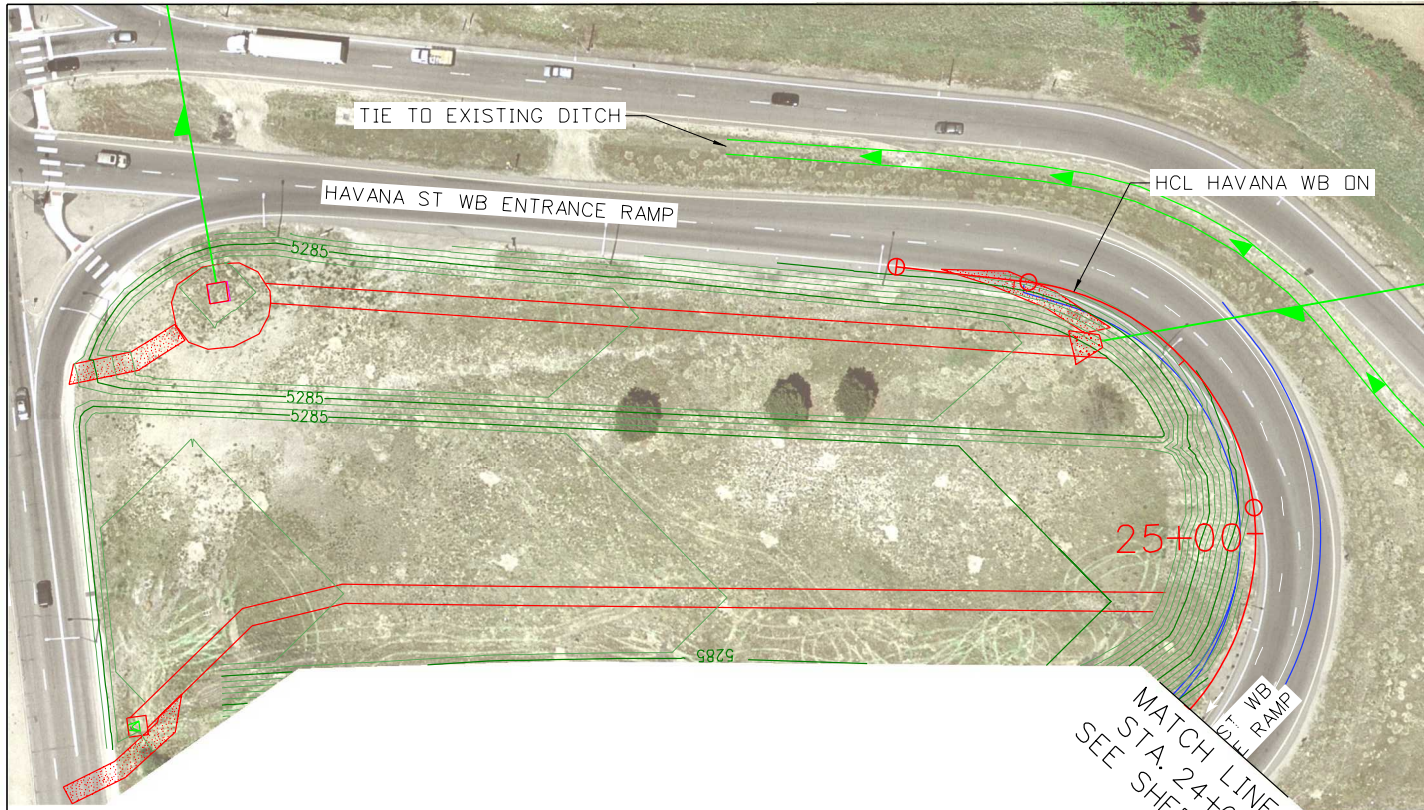 TIE TO EXISTING DITCH
HCL HAVANA WB ON
HAVANA ST WB ENTRANCE RAMP
5285
5285
5285
25+00
5285
WB
RAMP
MATCH LINE
STA. 24+
SEE